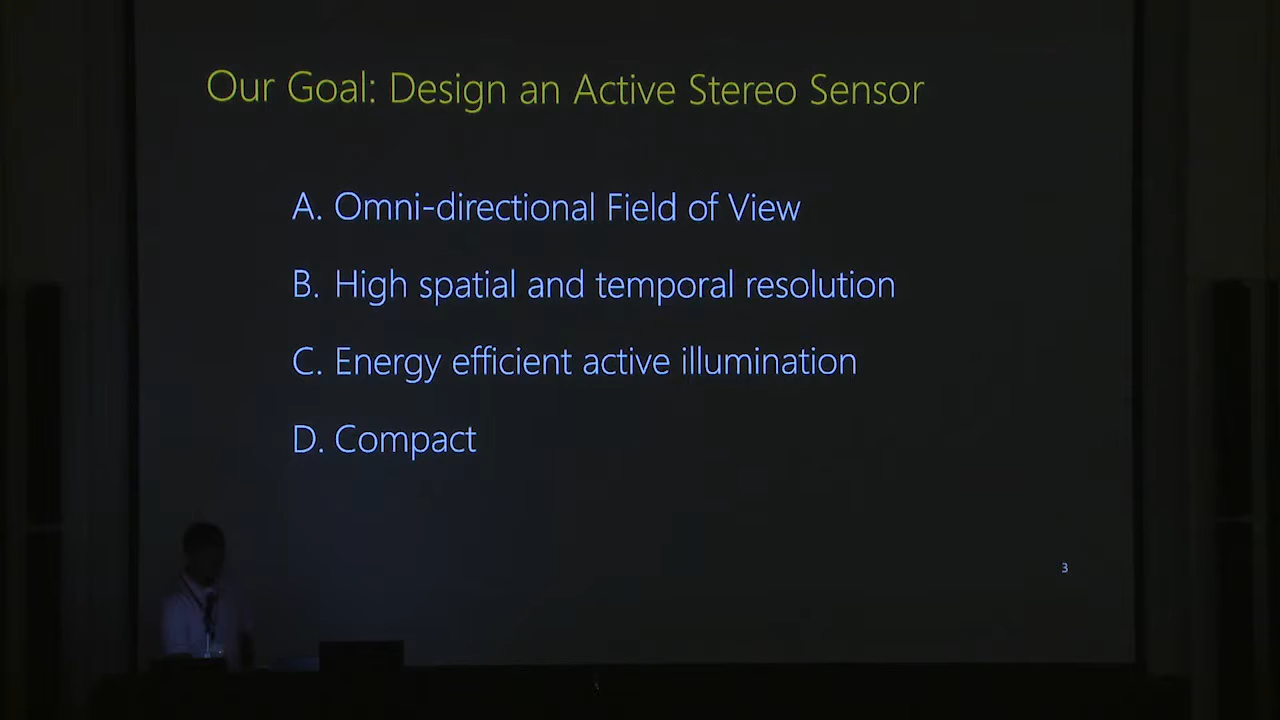 Our Goal: Design an Active Stereo Sensor
A. Omni-directional Field of View
B. High spatial and temporal resolution
C. Energy efficient active illumination
D. Compact
3